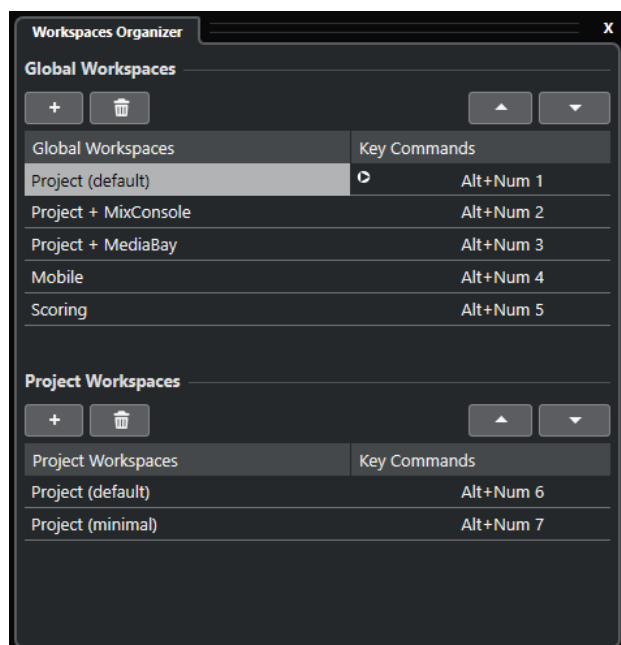 Workspaces Organizer X
Global Workspaces
+
Global Workspaces Key Commands
Project (default) Alt+Num 1
Project + MixConsole Alt+Num 2
Project + MediaBay Alt+Num 3
Mobile Alt+Num 4
Scoring Alt+Num 5
Project Workspaces
+
Project Workspaces Key Commands
Project (default) Alt+Num 6
Project (minimal) Alt+Num 7